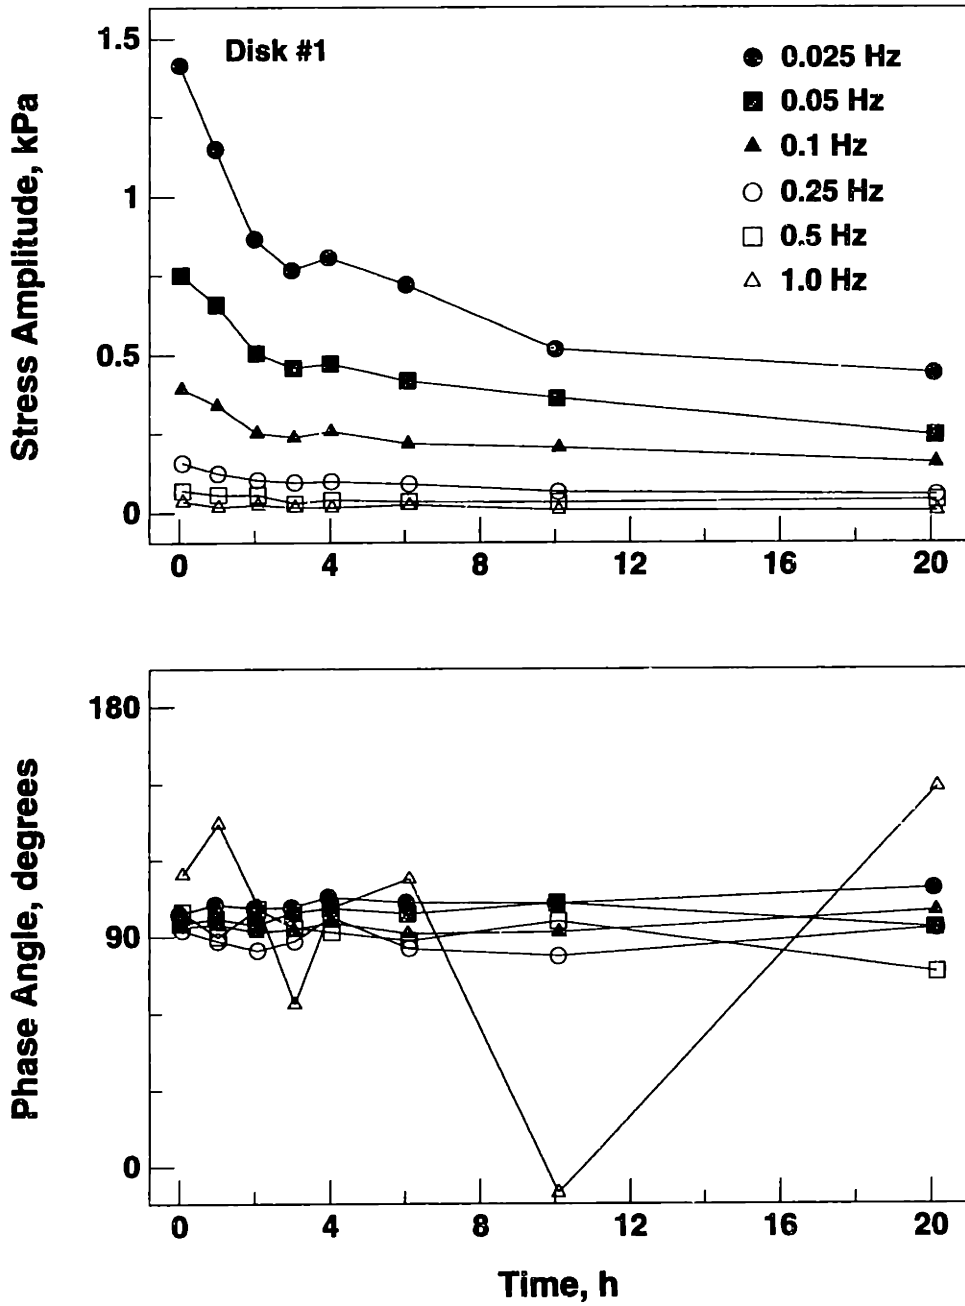 Disk #1
Stress Amplitude, kPa
1.5
1
0.5
0
0.025 Hz
0.05 Hz
0.1 Hz
0.25 Hz
0.5 Hz
1.0 Hz
0 4 8 12 16 20
Phase Angle, degrees
180
90
0
0 4 8 12 16 20
Time, h